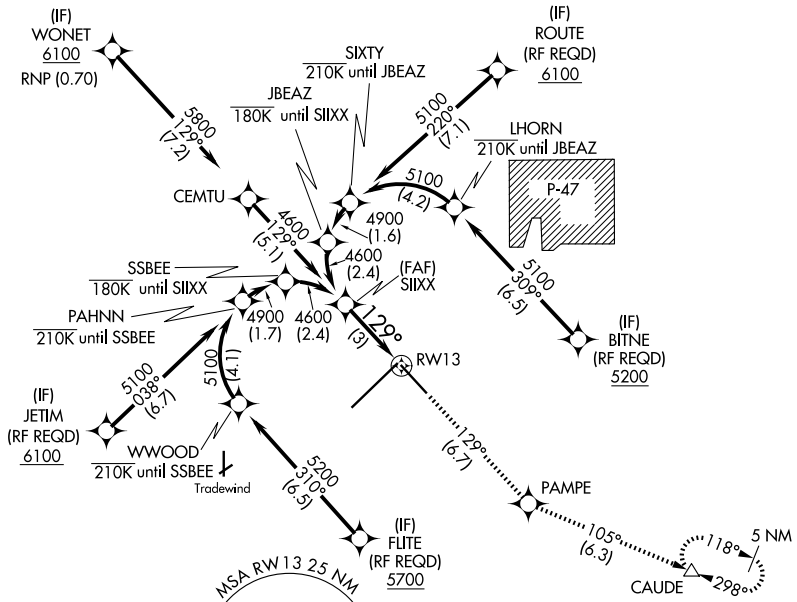 (IF)
WONET
6100
RNP (0.70)
5800
129°
(7.2)
CEMTU
4600
129°
(5.1)
JBEAZ
180K until SIIXX
SIXTY
210K until JBEAZ
(IF)
ROUTE
(RF REQD)
6100
5100
220°
(7.1)
LHORN
210K until JBEAZ
P-47
5100
(4.2)
4900
(1.6)
4600
(2.4)
5100
309°
(6.5)
(IF)
BITNE
(RF REQD)
5200
SSBEE
180K until SIIXX
PAHNN
210K until SSBEE
4900
(1.7)
4600
(2.4)
(FAF)
SIIXX
129°
(3)
RW13
5100
038°
(6.7)
(IF)
JETIM
(RF REQD)
6100
5100
(4.1)
WWOOD
210K until SSBEE
Tradewind
5200
310°
(6.5)
(IF)
FLITE
(RF REQD)
5700
129°
(6.7)
PAMPE
105°
(6.3)
118°
5 NM
298°
CAUDE
MSA RW13 25 NM